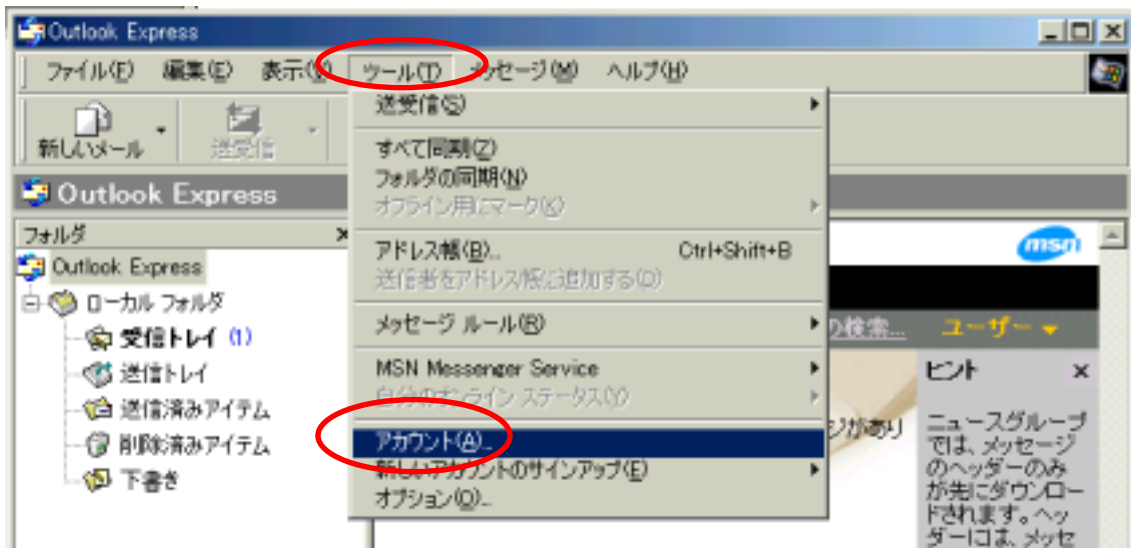 Outlook Express
ファイル(F) 編集(E) 表示(V) ツール(T) メッセージ(M) ヘルプ(H)
新しいメール 送受信
Outlook Express
フォルダ ×
Outlook Express
ローカル フォルダ
受信トレイ (1)
送信トレイ
送信済みアイテム
削除済みアイテム
下書き
送受信(S)
すべて同期(Z)
フォルダの同期(N)
オフライン用にマーク(K)
アドレス帳(B)... Ctrl+Shift+B
送信者をアドレス帳に追加する(D)
メッセージ ルール(R)
MSN Messenger Service
自分のオンライン ステータス(Y)
アカウント(A)...
新しいアカウントのサインアップ(E)
オプション(O)...
msn
の検索... ユーザー
ジがあり
ヒント ×
ニュースグループ
では、メッセージ
のヘッダーのみ
が先にダウンロー
ドされます。ヘッ
ダーには、メッセ